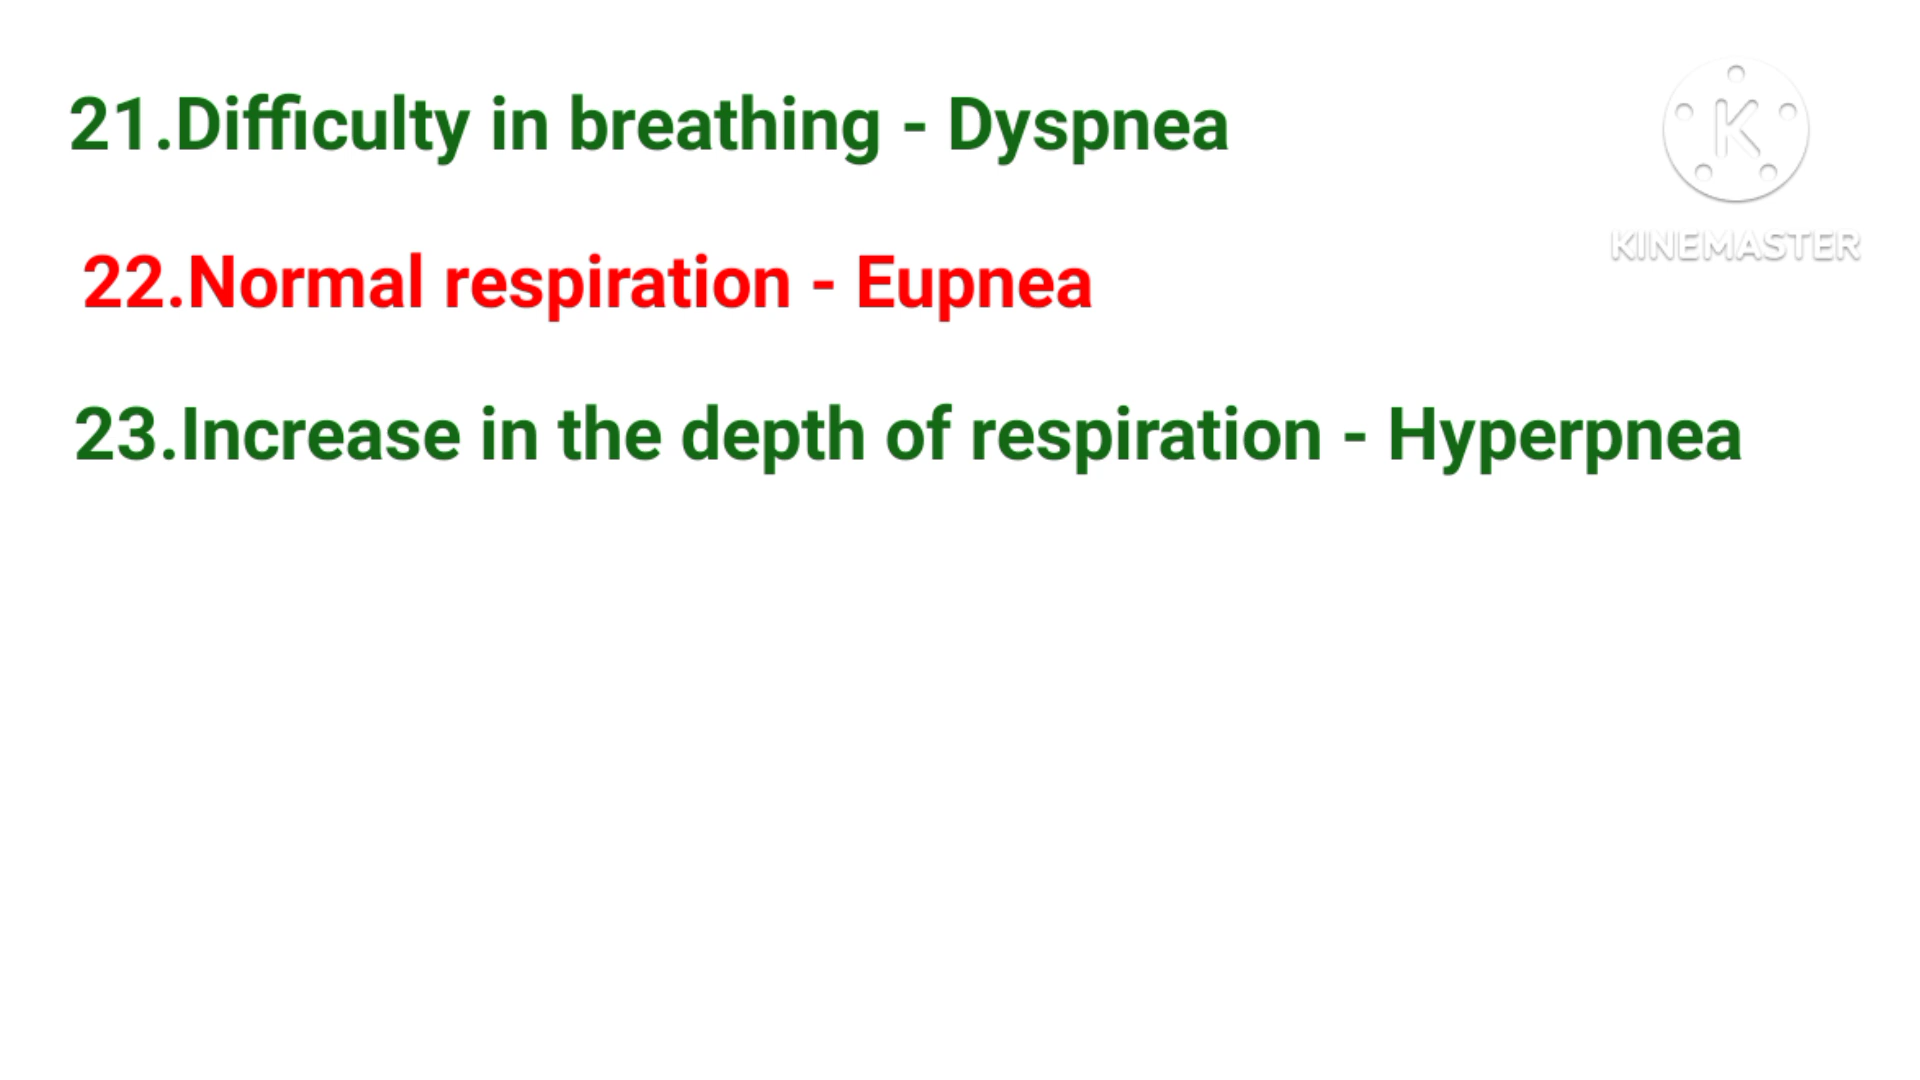 21.Difficulty in breathing - Dyspnea
KINEMASTER
22.Normal respiration - Eupnea
23.Increase in the depth of respiration - Hyperpnea